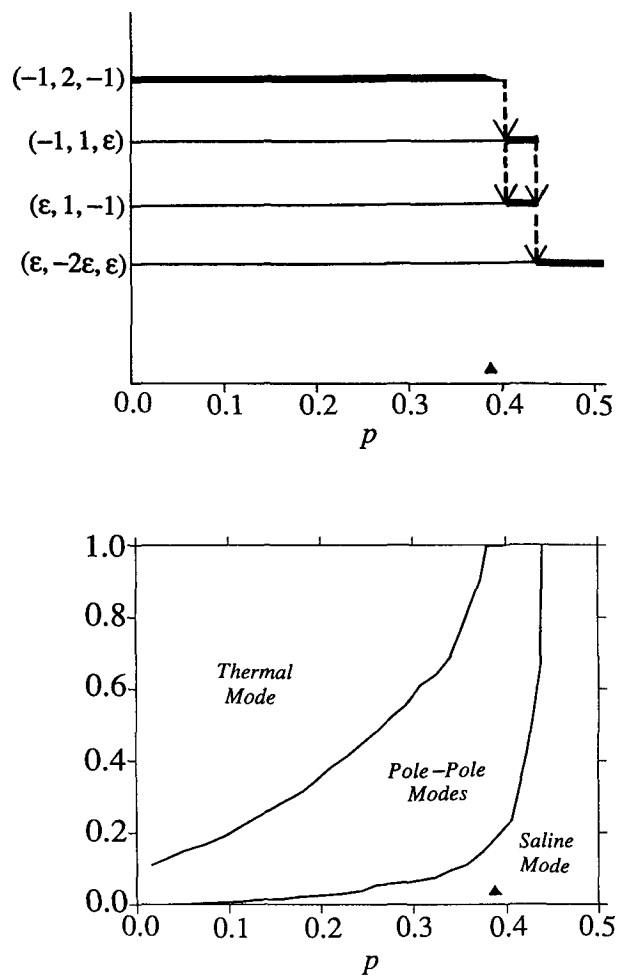 (−1, 2, −1)
(−1, 1, ε)
(ε, 1, −1)
(ε, −2ε, ε)
0.0 0.1 0.2 0.3 0.4 0.5
p
1.0
0.8
0.6
0.4
0.2
0.0
Thermal
Mode
Pole−Pole
Modes
Saline
Mode
0.0 0.1 0.2 0.3 0.4 0.5
p